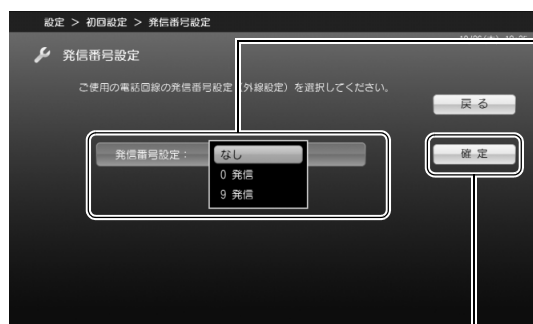 設定 > 初回設定 > 発信番号設定
発信番号設定
ご使用の電話回線の発信番号設定(外線設定)を選択してください。
戻る
発信番号設定: なし
確定
0 発信
9 発信